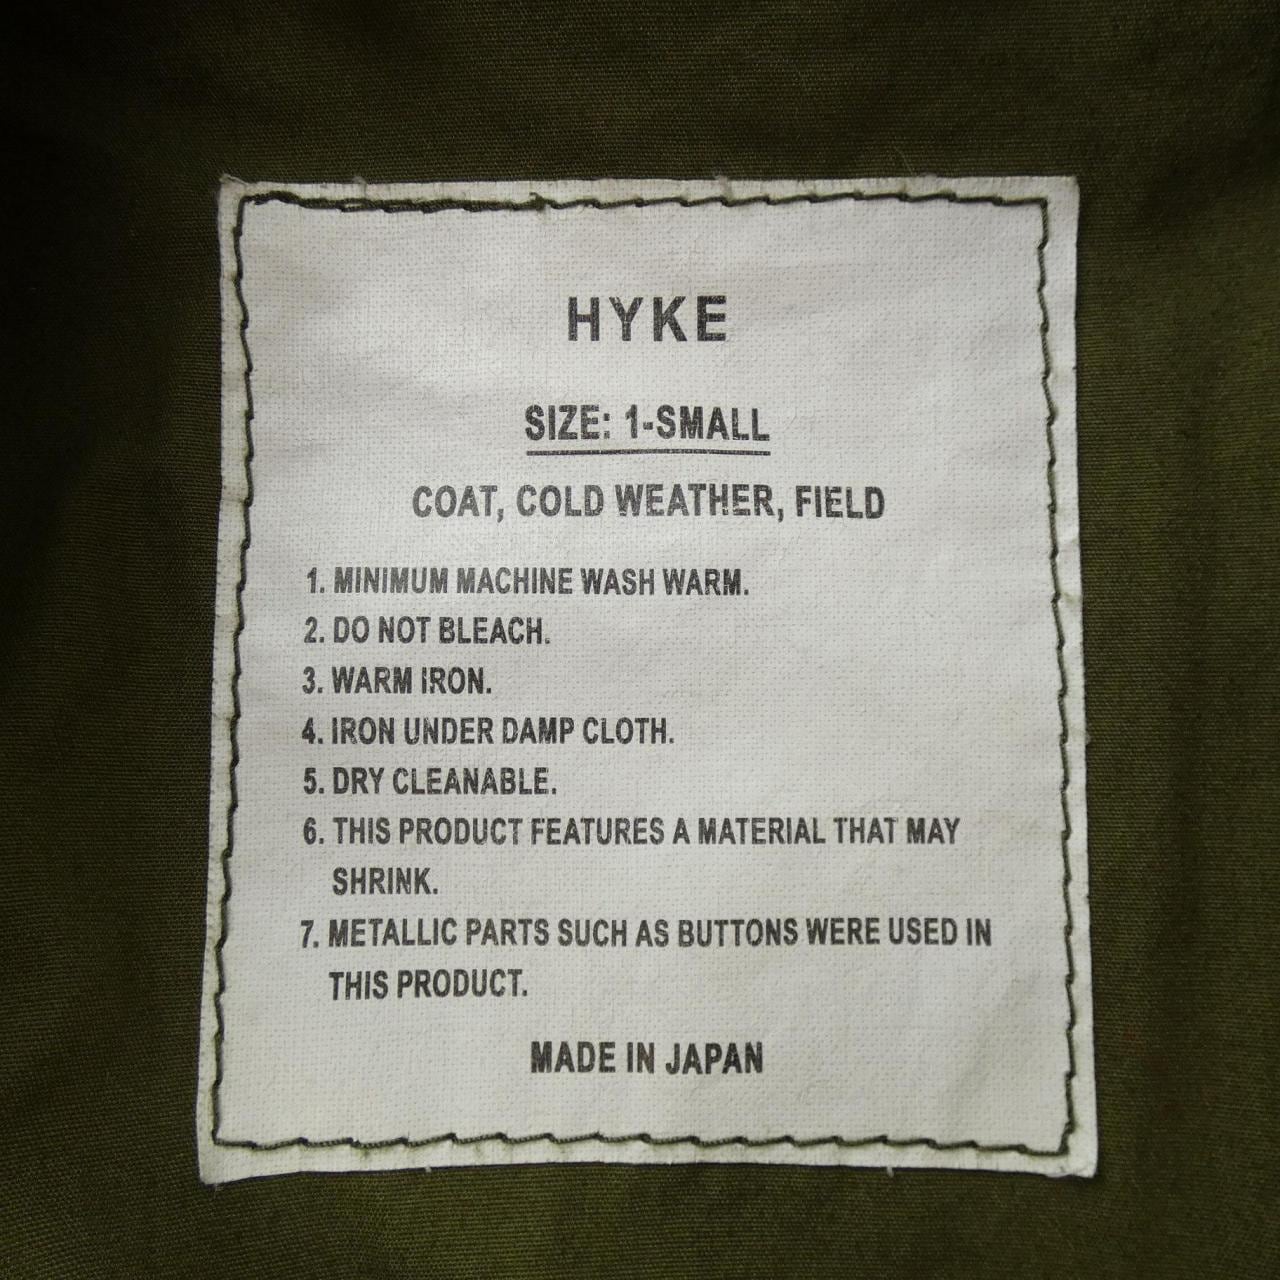 HYKE
SIZE: 1-SMALL
COAT, COLD WEATHER, FIELD
1. MINIMUM MACHINE WASH WARM.
2. DO NOT BLEACH.
3. WARM IRON.
4. IRON UNDER DAMP CLOTH.
5. DRY CLEANABLE.
6. THIS PRODUCT FEATURES A MATERIAL THAT MAY
SHRINK.
7. METALLIC PARTS SUCH AS BUTTONS WERE USED IN
THIS PRODUCT.
MADE IN JAPAN